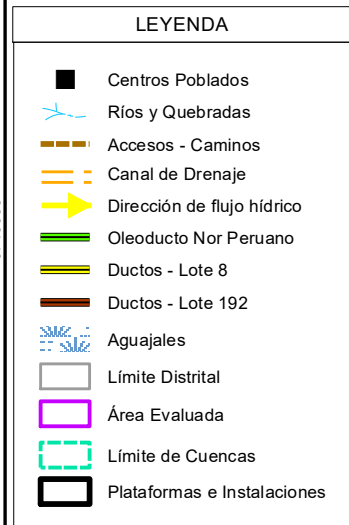 LEYENDA
Centros Poblados
Ríos y Quebradas
Accesos - Caminos
Canal de Drenaje
Dirección de flujo hídrico
Oleoducto Nor Peruano
Ductos - Lote 8
Ductos - Lote 192
Aguajales
Límite Distrital
Área Evaluada
Límite de Cuencas
Plataformas e Instalaciones